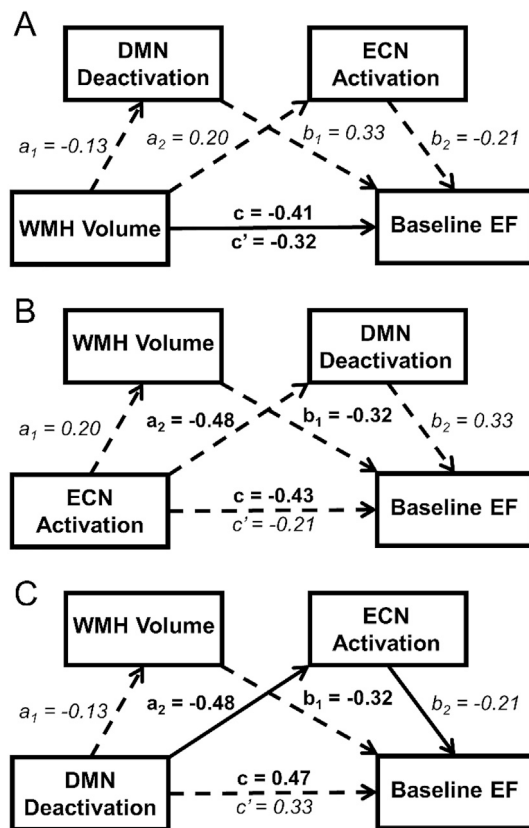 A
DMN
Deactivation
ECN
Activation
a₁ = -0.13
a₂ = 0.20
b₁ = 0.33
b₂ = -0.21
WMH Volume
c = -0.41
c' = -0.32
Baseline EF
B
WMH Volume
DMN
Deactivation
a₁ = 0.20
a₂ = -0.48
b₁ = -0.32
b₂ = 0.33
ECN
Activation
c = -0.43
c' = -0.21
Baseline EF
C
WMH Volume
ECN
Activation
a₁ = -0.13
a₂ = -0.48
b₁ = -0.32
b₂ = -0.21
DMN
Deactivation
c = 0.47
c' = 0.33
Baseline EF